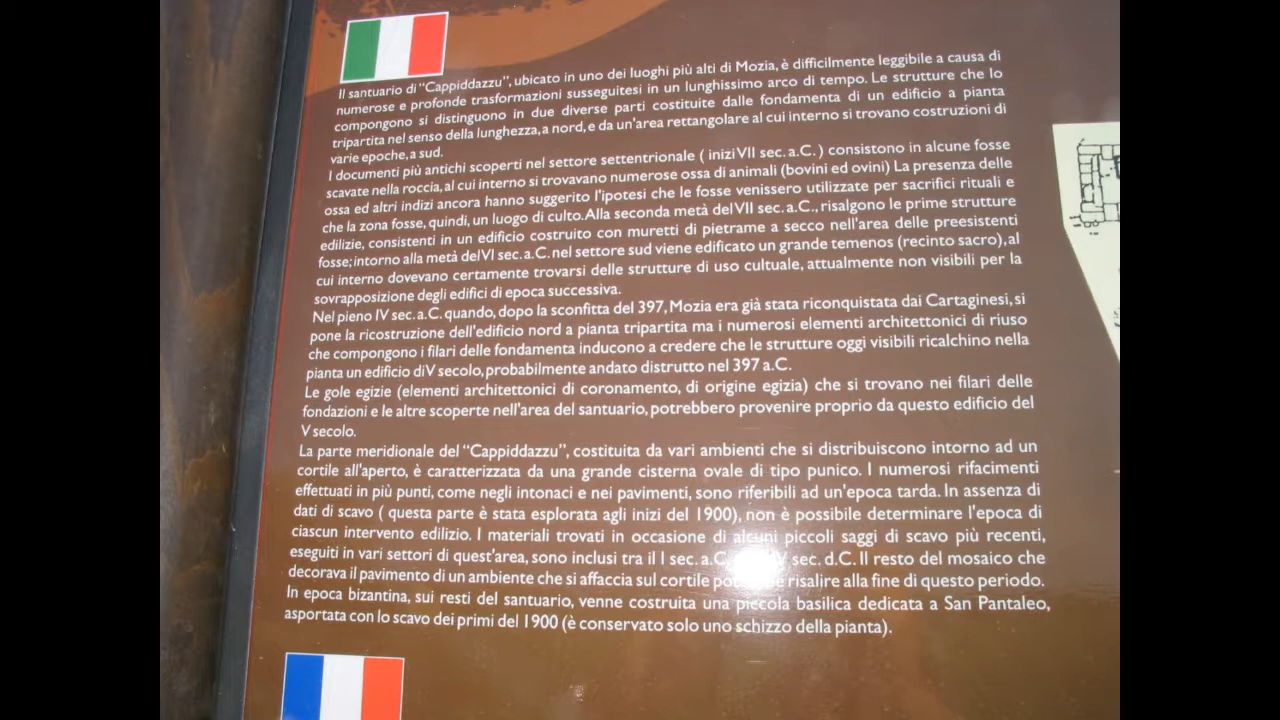 Il santuario di "Cappiddazzu", ubicato in uno dei luoghi più alti di Mozia, è difficilmente leggibile a causa di
numerose e profonde trasformazioni susseguitesi in un lunghissimo arco di tempo. Le strutture che lo
compongono si distinguono in due diverse parti costituite dalle fondamenta di un edificio a pianta
tripartita nel senso della lunghezza, a nord, e da un'area rettangolare al cui interno si trovano costruzioni di
varie epoche, a sud.
I documenti più antichi scoperti nel settore settentrionale ( inizi VII sec. a.C. ) consistono in alcune fosse
scavate nella roccia, al cui interno si trovavano numerose ossa di animali (bovini ed ovini) La presenza delle
ossa ed altri indizi ancora hanno suggerito l'ipotesi che le fosse venissero utilizzate per sacrifici rituali e
che la zona fosse, quindi, un luogo di culto. Alla seconda metà del VII sec. a.C., risalgono le prime strutture
edilizie, consistenti in un edificio costruito con muretti di pietrame a secco nell'area delle preesistenti
fosse; intorno alla metà del VI sec. a. C. nel settore sud viene edificato un grande temenos (recinto sacro), al
cui interno dovevano certamente trovarsi delle strutture di uso cultuale, attualmente non visibili per la
sovrapposizione degli edifici di epoca successiva.
Nel pieno IV sec. a.C. quando, dopo la sconfitta del 397, Mozia era già stata riconquistata dai Cartaginesi, si
pone la ricostruzione dell'edificio nord a pianta tripartita ma i numerosi elementi architettonici di riuso
che compongono i filari delle fondamenta inducono a credere che le strutture oggi visibili ricalchino nella
pianta un edificio di V secolo, probabilmente andato distrutto nel 397 a.C.
Le gole egizie (elementi architettonici di coronamento, di origine egizia) che si trovano nei filari delle
fondazioni e le altre scoperte nell'area del santuario, potrebbero provenire proprio da questo edificio del
V secolo.
La parte meridionale del "Cappiddazzu", costituita da vari ambienti che si distribuiscono intorno ad un
cortile all'aperto, è caratterizzata da una grande cisterna ovale di tipo punico. I numerosi rifacimenti
effettuati in più punti, come negli intonaci e nei pavimenti, sono riferibili ad un'epoca tarda. In assenza di
dati di scavo ( questa parte è stata esplorata agli inizi del 1900), non è possibile determinare l'epoca di
ciascun intervento edilizio. I materiali trovati in occasione di alcuni piccoli saggi di scavo più recenti,
eseguiti in vari settori di quest'area, sono inclusi tra il I sec. a.C. sec. d.C. Il resto del mosaico che
decorava il pavimento di un ambiente che si affaccia sul cortile risalire alla fine di questo periodo.
In epoca bizantina, sui resti del santuario, venne costruita una piccola basilica dedicata a San Pantaleo,
asportata con lo scavo dei primi del 1900 (è conservato solo uno schizzo della pianta).